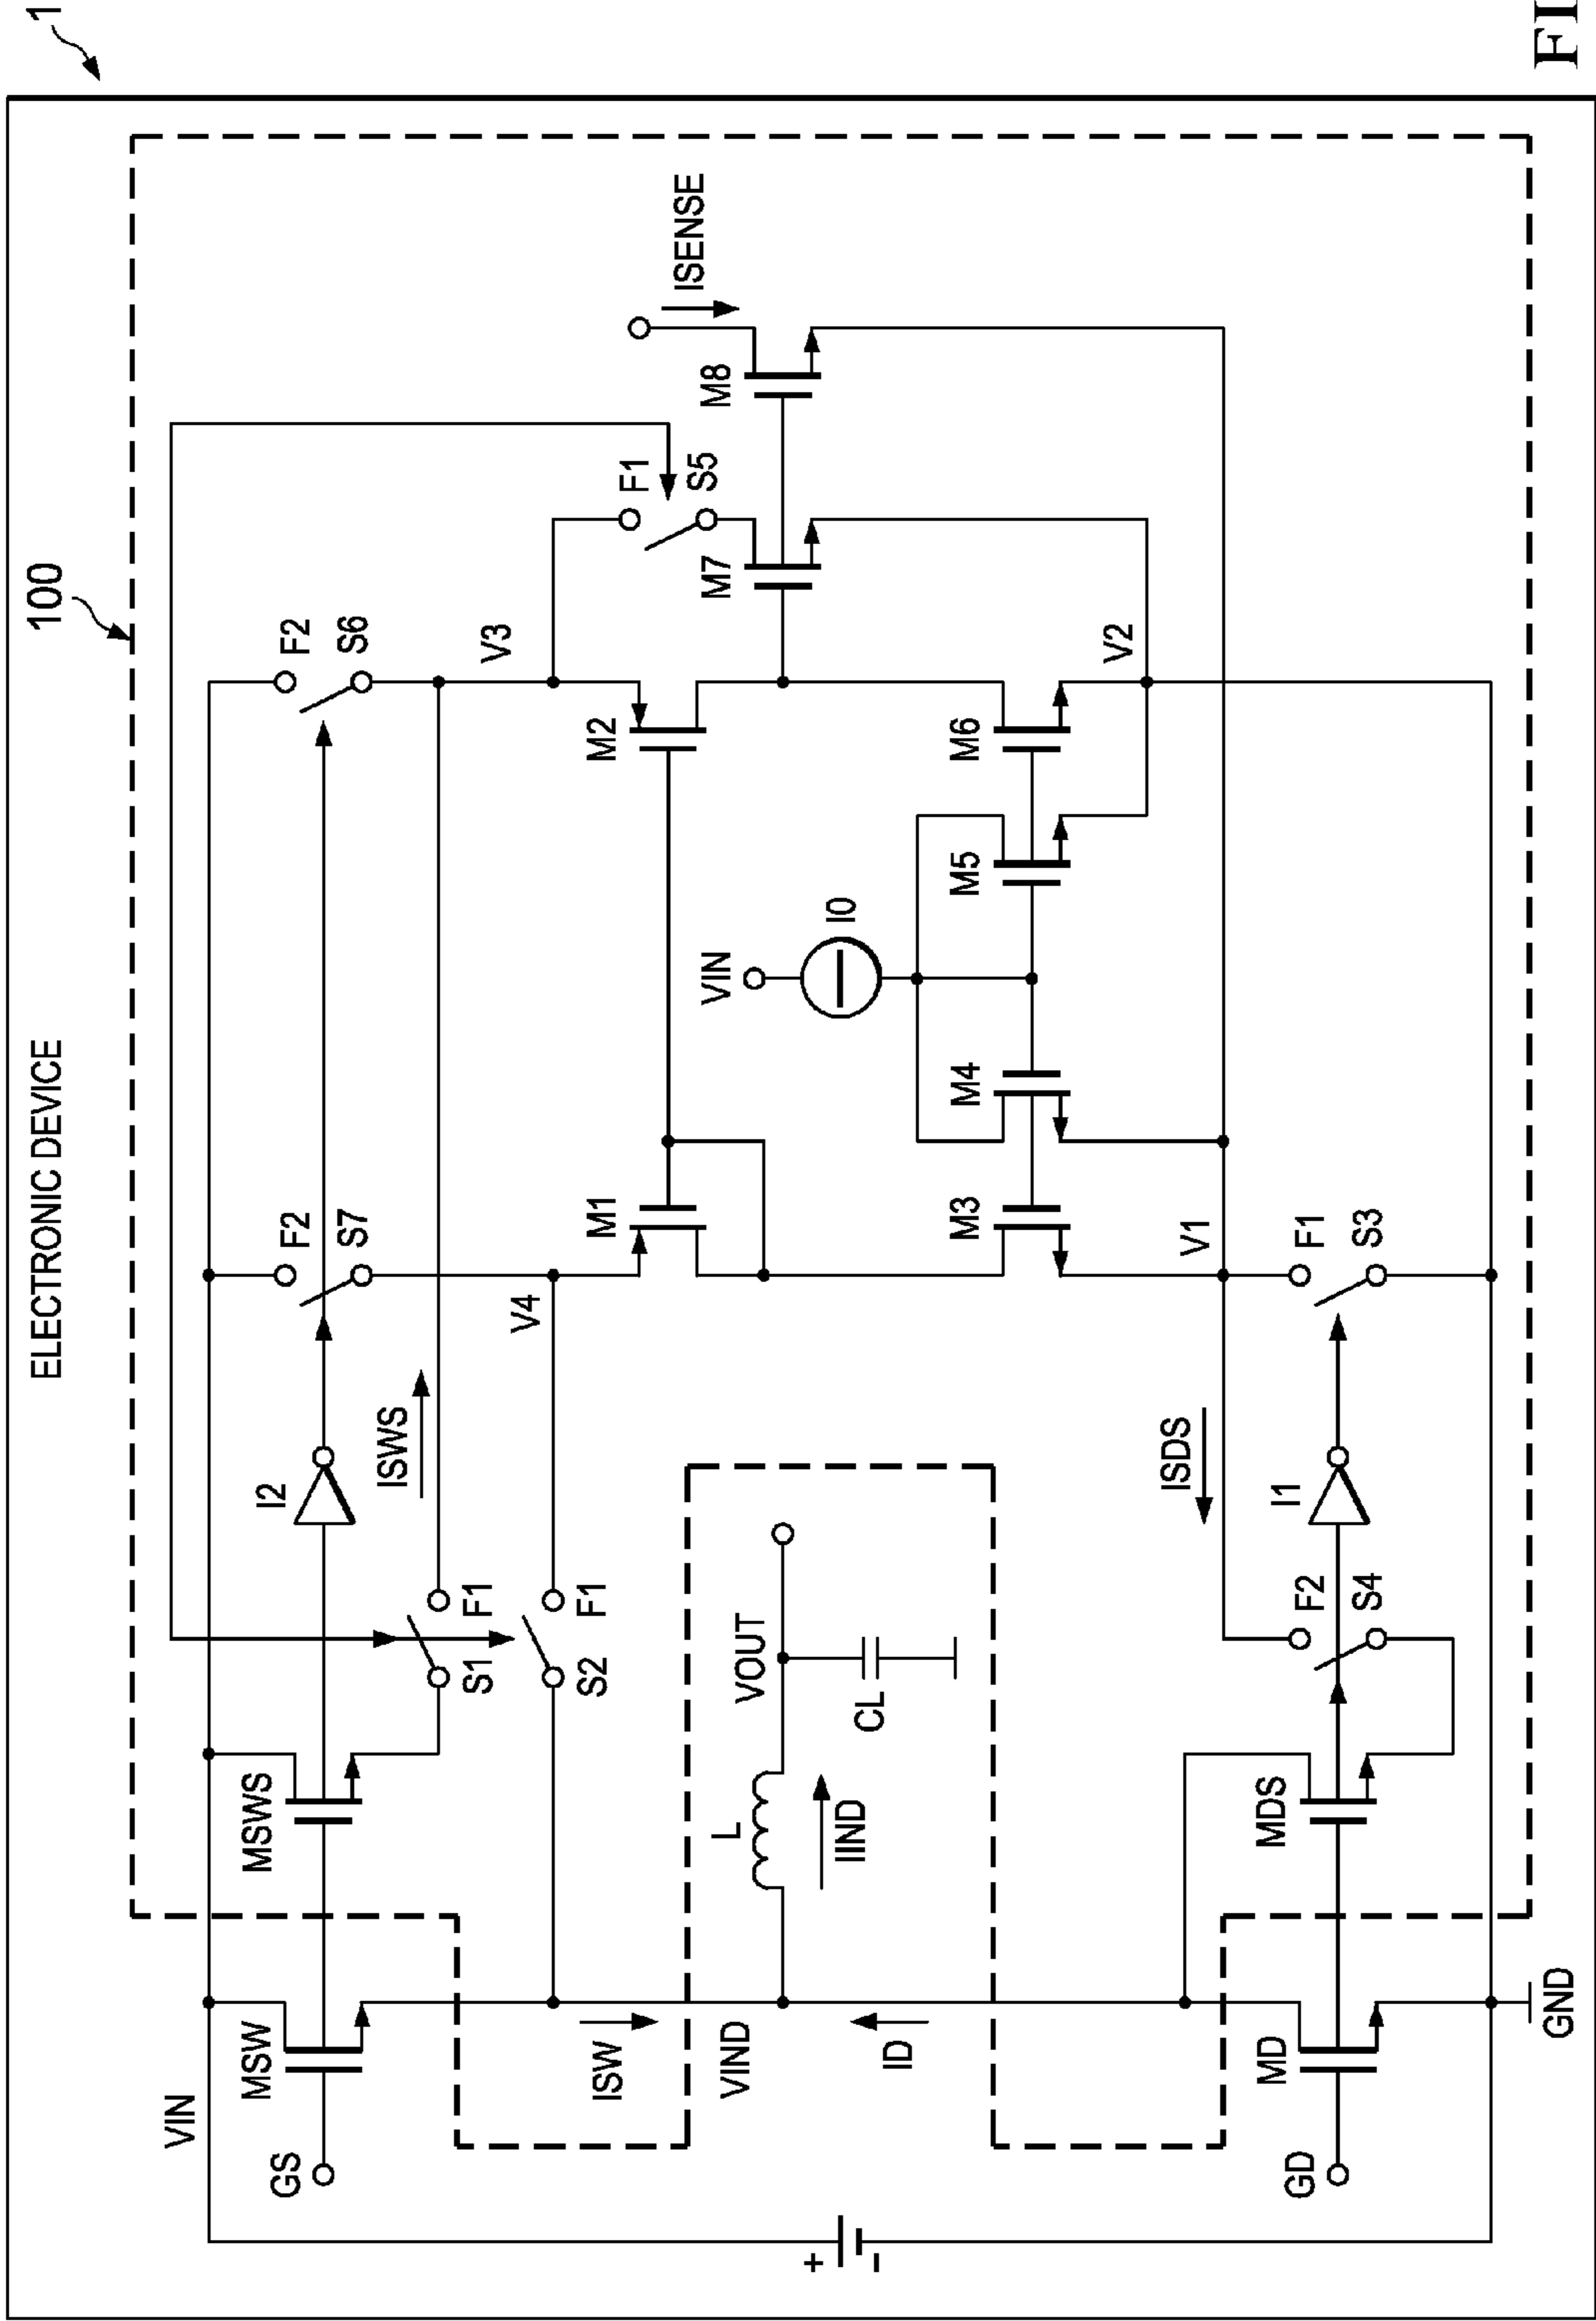 1
ELECTRONIC DEVICE
100
F2
S7
F2
S6
I2
ISWS
MSWS
VIN
MSW
GS
S1
F1
S2
F1
V4
V3
F1
S5
ISENSE
M1
M2
M7
M8
ISW
VIND
ID
L
IIND
VOUT
CL
VIN
I0
M3
M4
M5
M6
V1
V2
ISDS
F1
S3
F2
S4
I1
MDS
MD
GD
GND
+
-
FI